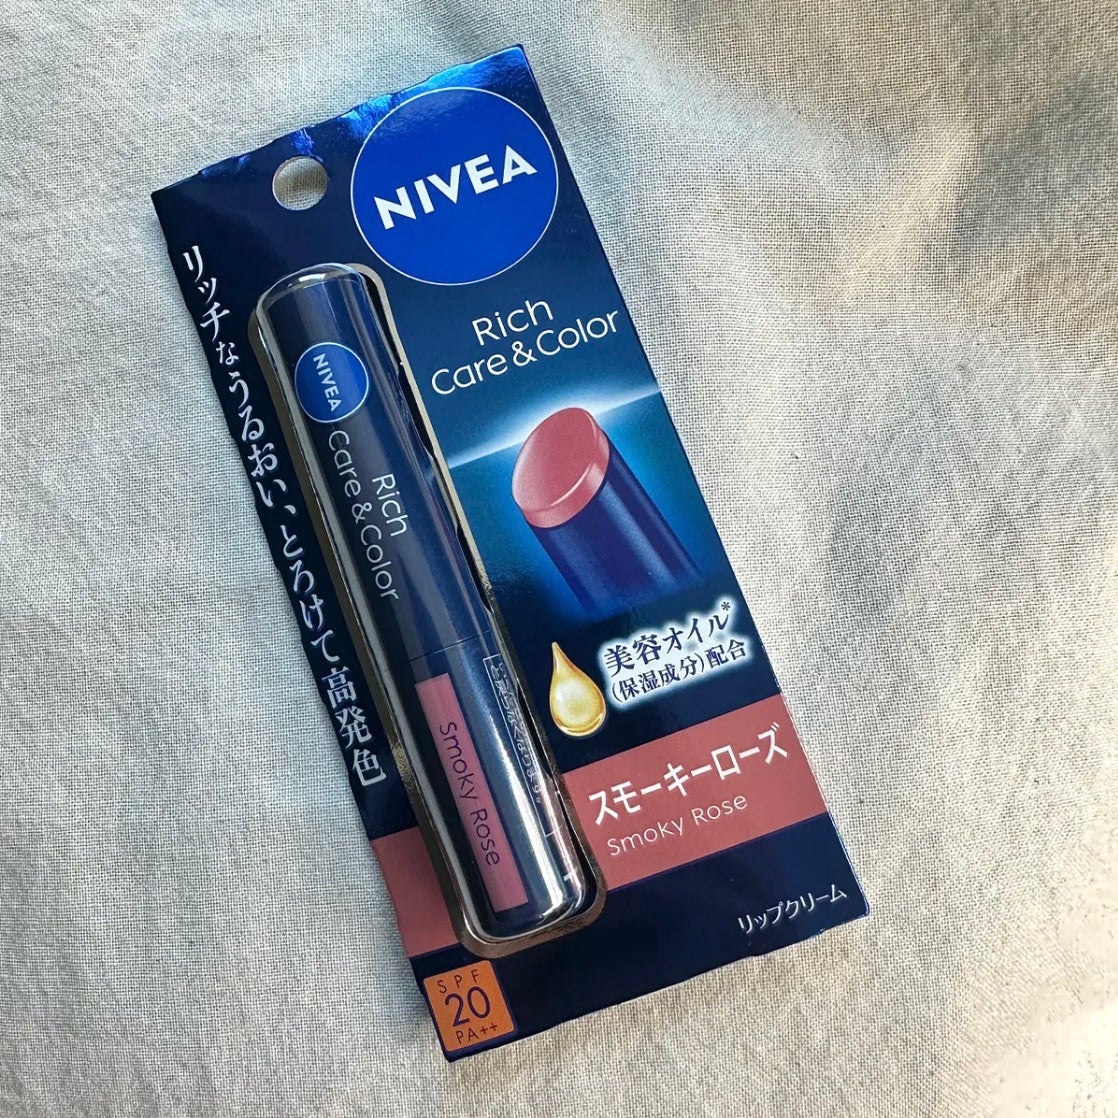 NIVEA
Rich
Care & Color
リッチなうるおい、とろけて高発色
NIVEA
Rich
Care & Color
Smoky Rose
美容オイル*
(保湿成分)配合
スモーキーローズ
Smoky Rose
リップクリーム
SPF
20
PA++